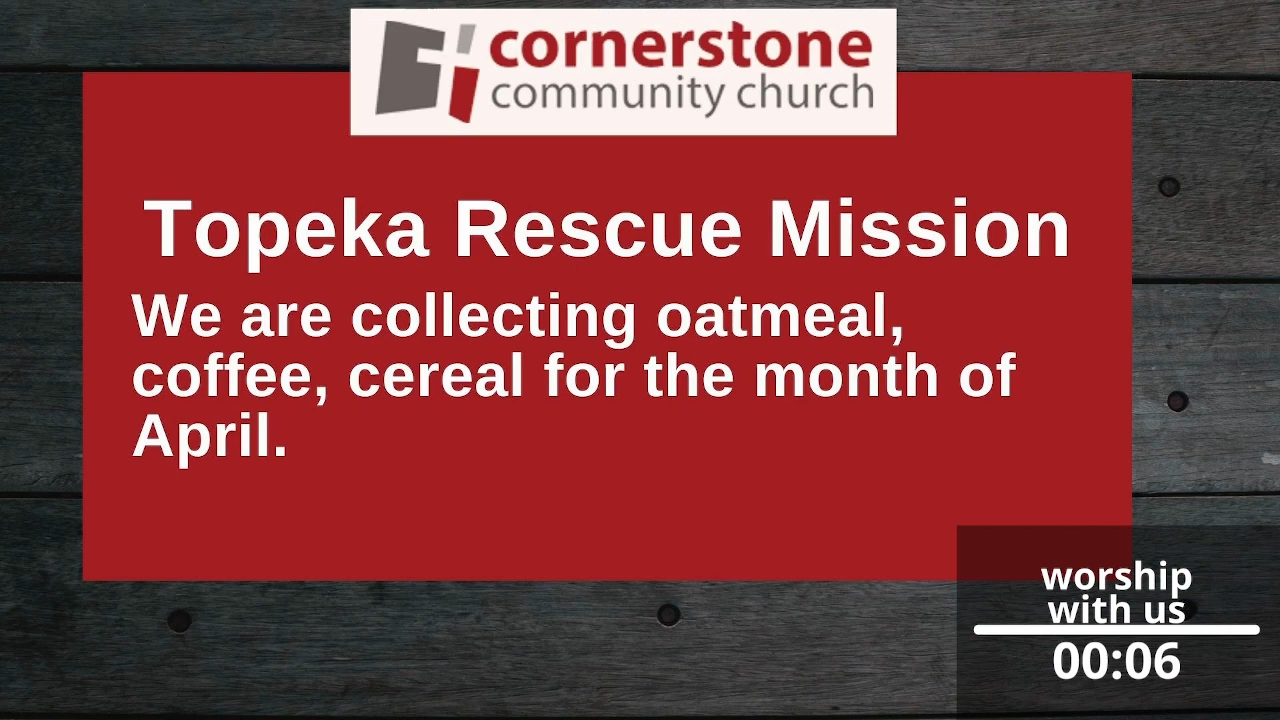 cornerstone
community church
Topeka Rescue Mission
We are collecting oatmeal,
coffee, cereal for the month of
April.
worship
with us
00:06